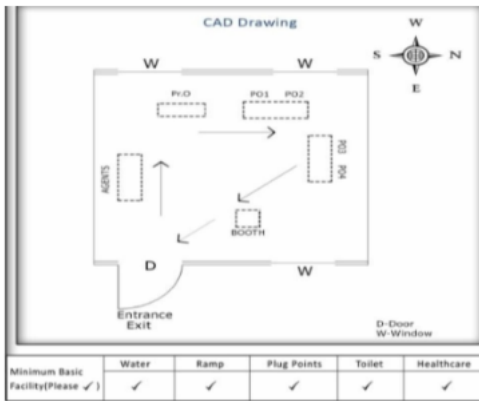 CAD Drawing
W
S N
E
W W
Pr.O PO1 PO2
AGENTS
PO3
PO4
BOOTH
D W
Entrance
Exit
D-Door
W-Window
Minimum Basic
Facility(Please ✓) Water Ramp Plug Points Toilet Healthcare
✓ ✓ ✓ ✓ ✓